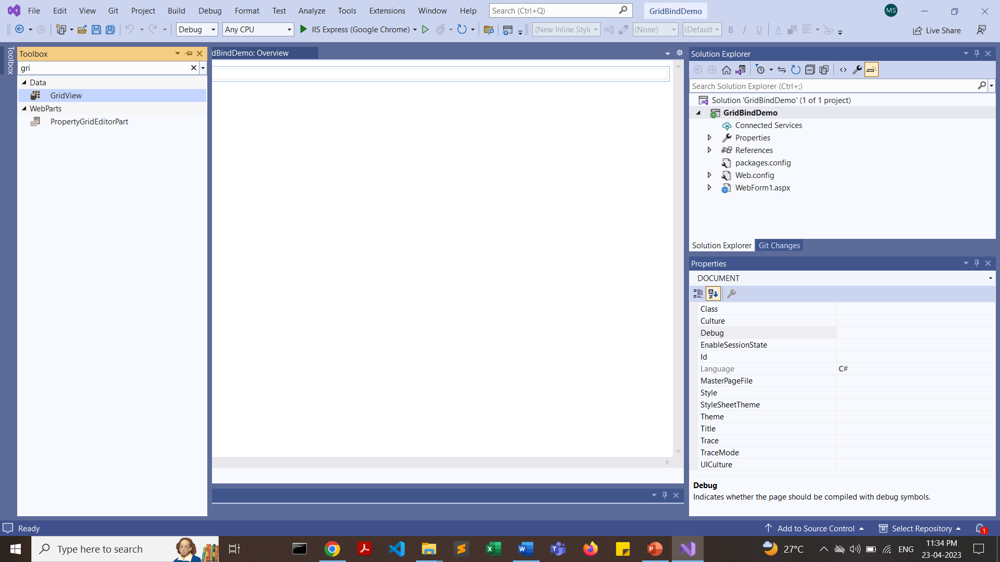 File Edit View Git Project Build Debug Format Test Analyze Tools Extensions Window Help Search (Ctrl+Q) GridBindDemo MS
Debug Any CPU IIS Express (Google Chrome) (New Inline Style (None) (Default B I U A Live Share
Toolbox
Toolbox
gri
Data
GridView
WebParts
PropertyGridEditorPart
dBindDemo: Overview
Solution Explorer
Search Solution Explorer (Ctrl+;)
Solution 'GridBindDemo' (1 of 1 project)
GridBindDemo
Connected Services
Properties
References
packages.config
Web.config
WebForm1.aspx
Solution Explorer Git Changes
Properties
DOCUMENT
Class
Culture
Debug
EnableSessionState
Id
Language C#
MasterPageFile
Style
StyleSheetTheme
Theme
Title
Trace
TraceMode
UICulture
Debug
Indicates whether the page should be compiled with debug symbols.
Ready Add to Source Control Select Repository 1
Type here to search 27°C ENG
11:34 PM
23-04-2023